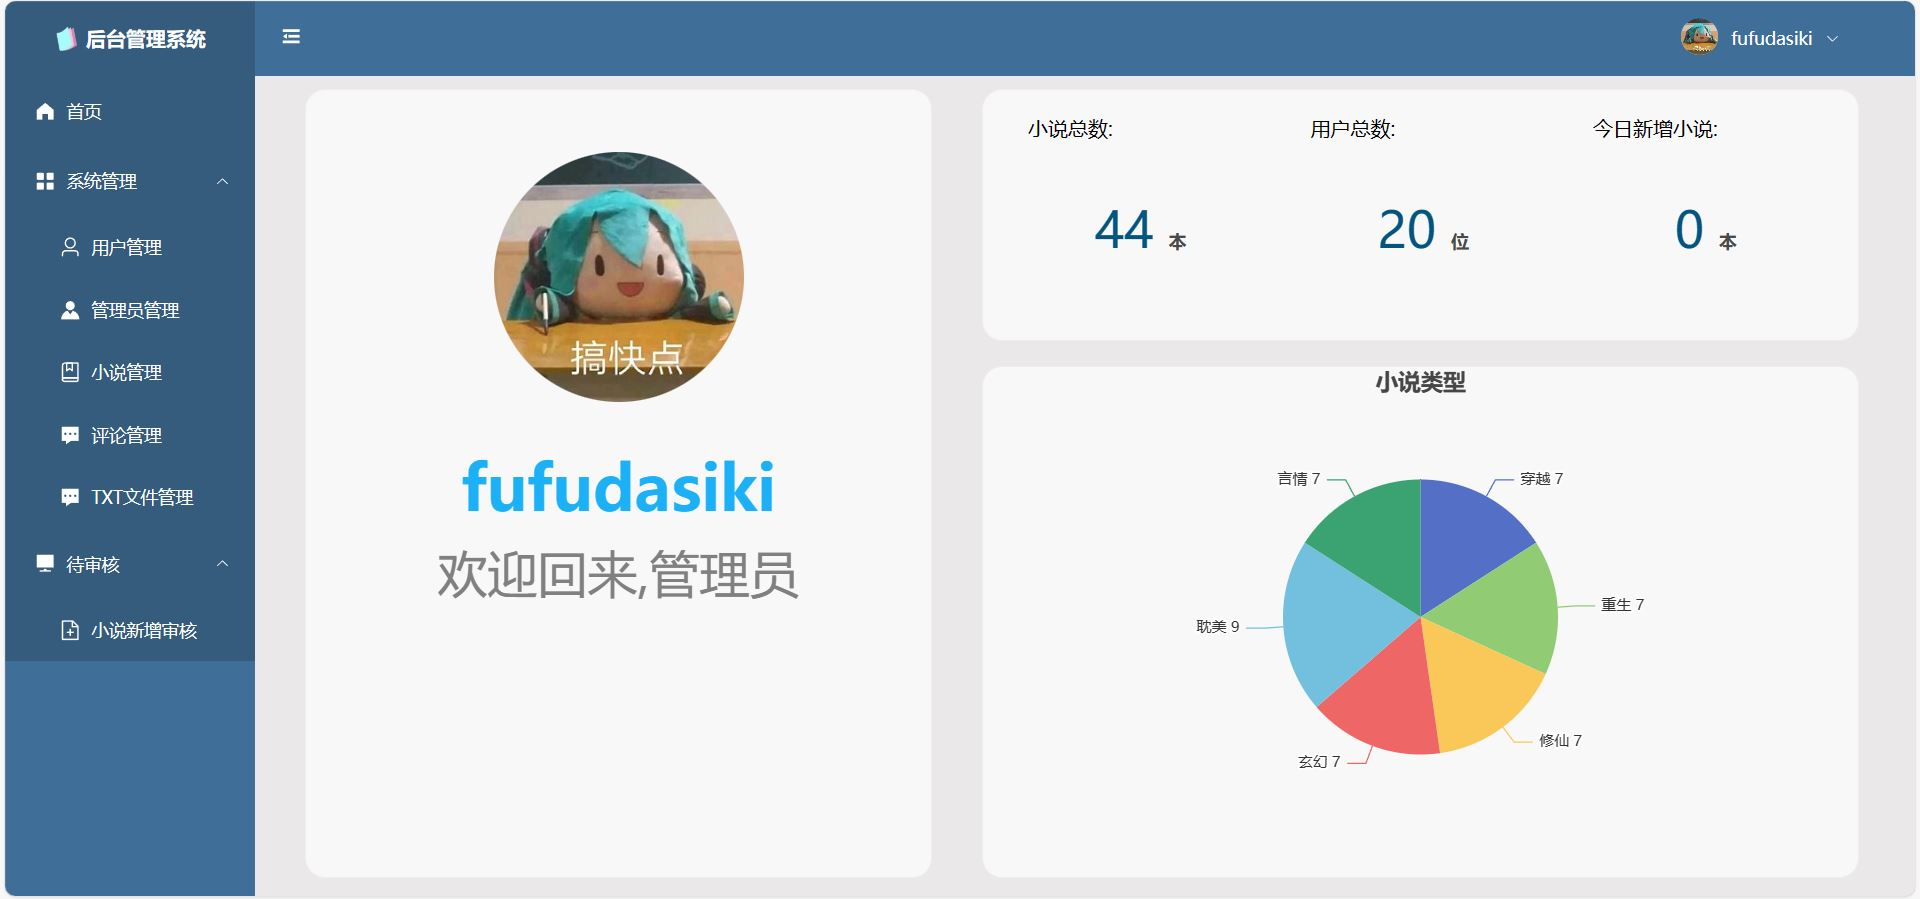 后台管理系统
fufudasiki
首页
系统管理
用户管理
管理员管理
小说管理
评论管理
TXT文件管理
待审核
小说新增审核
搞快点
fufudasiki
欢迎回来,管理员
小说总数:
44 本
用户总数:
20 位
今日新增小说:
0 本
小说类型
言情 7
穿越 7
重生 7
耽美 9
修仙 7
玄幻 7